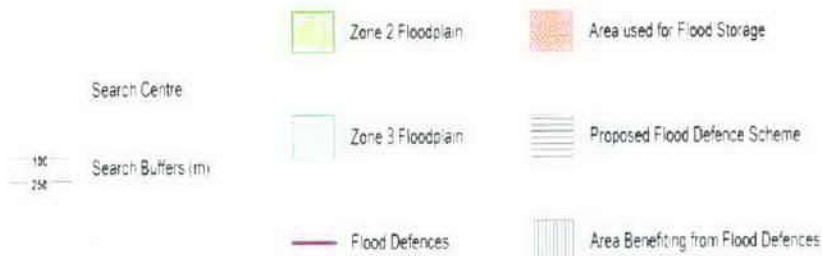 Search Centre
100
250
Search Buffers (m)
Zone 2 Floodplain
Zone 3 Floodplain
Flood Defences
Area used for Flood Storage
Proposed Flood Defence Scheme
Area Benefiting from Flood Defences